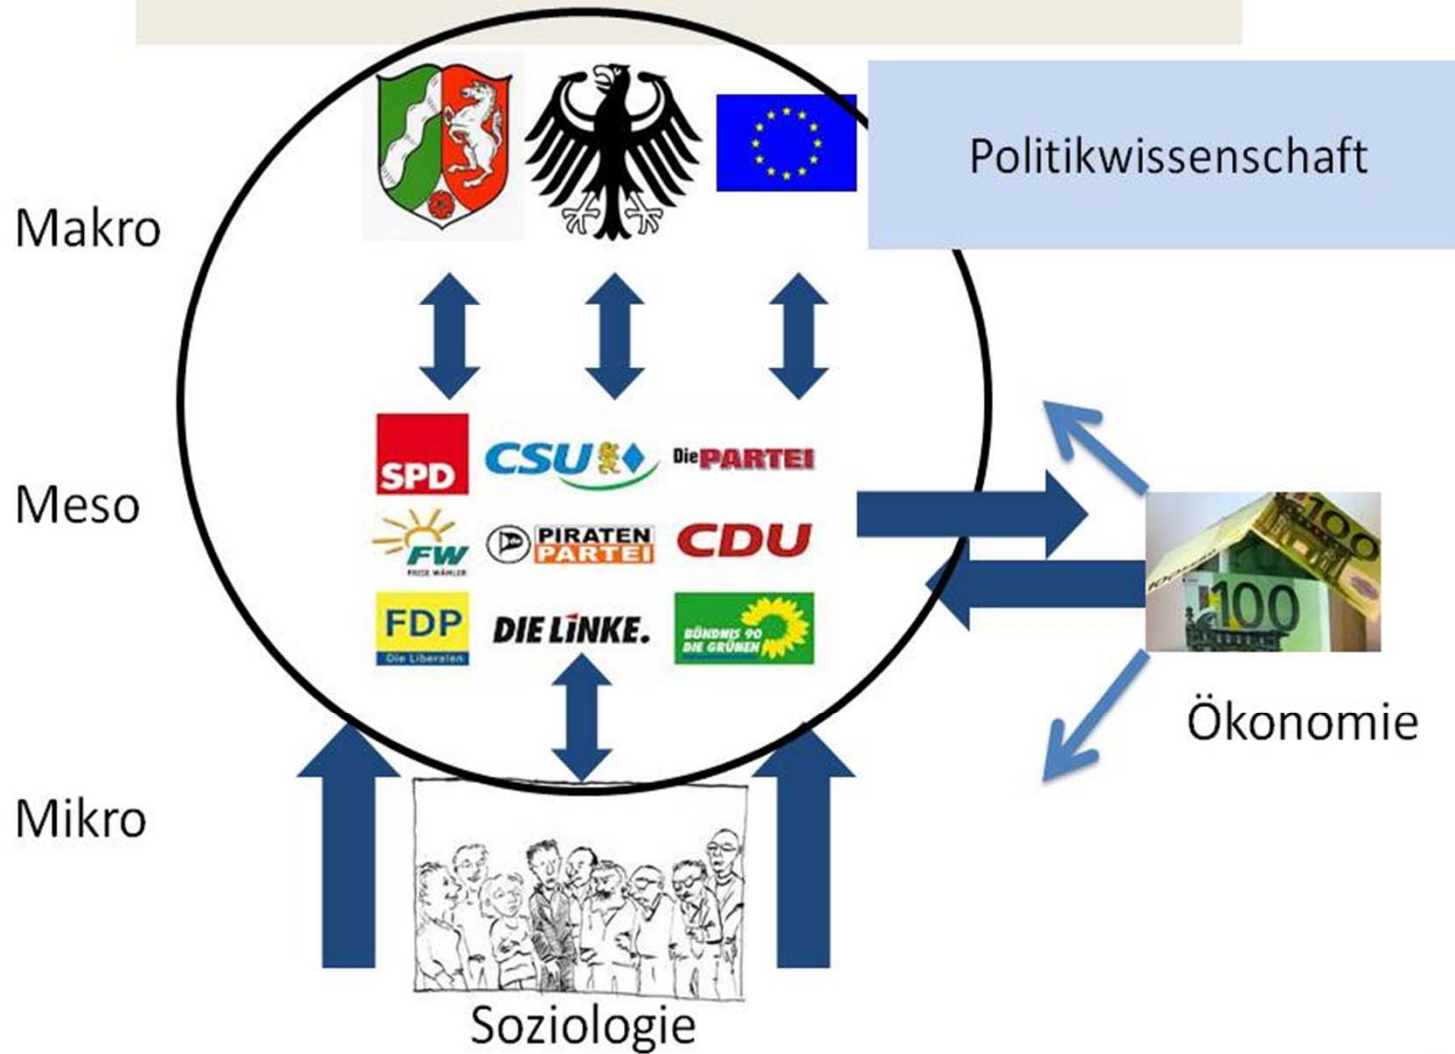 Politikwissenschaft
Makro
Meso
SPD
CSU
Die PARTEI
FW
FREIE WÄHLER
PIRATEN
PARTEI
CDU
FDP
Die Liberalen
DIE LINKE.
BÜNDNIS 90
DIE GRÜNEN
100
100
Ökonomie
Mikro
Soziologie